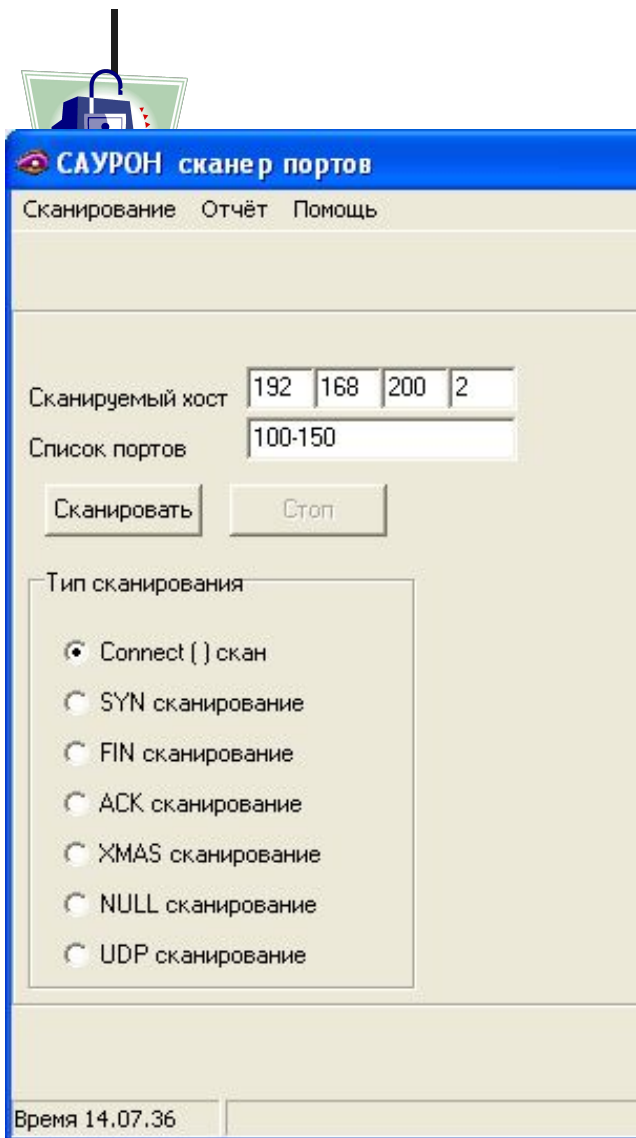 САУРОН сканер портов
Сканирование Отчёт Помощь
Сканируемый хост 192 168 200 2
Список портов 100-150
Сканировать Стоп
Тип сканирования
Connect ( ) скан
SYN сканирование
FIN сканирование
ACK сканирование
XMAS сканирование
NULL сканирование
UDP сканирование
Время 14.07.36